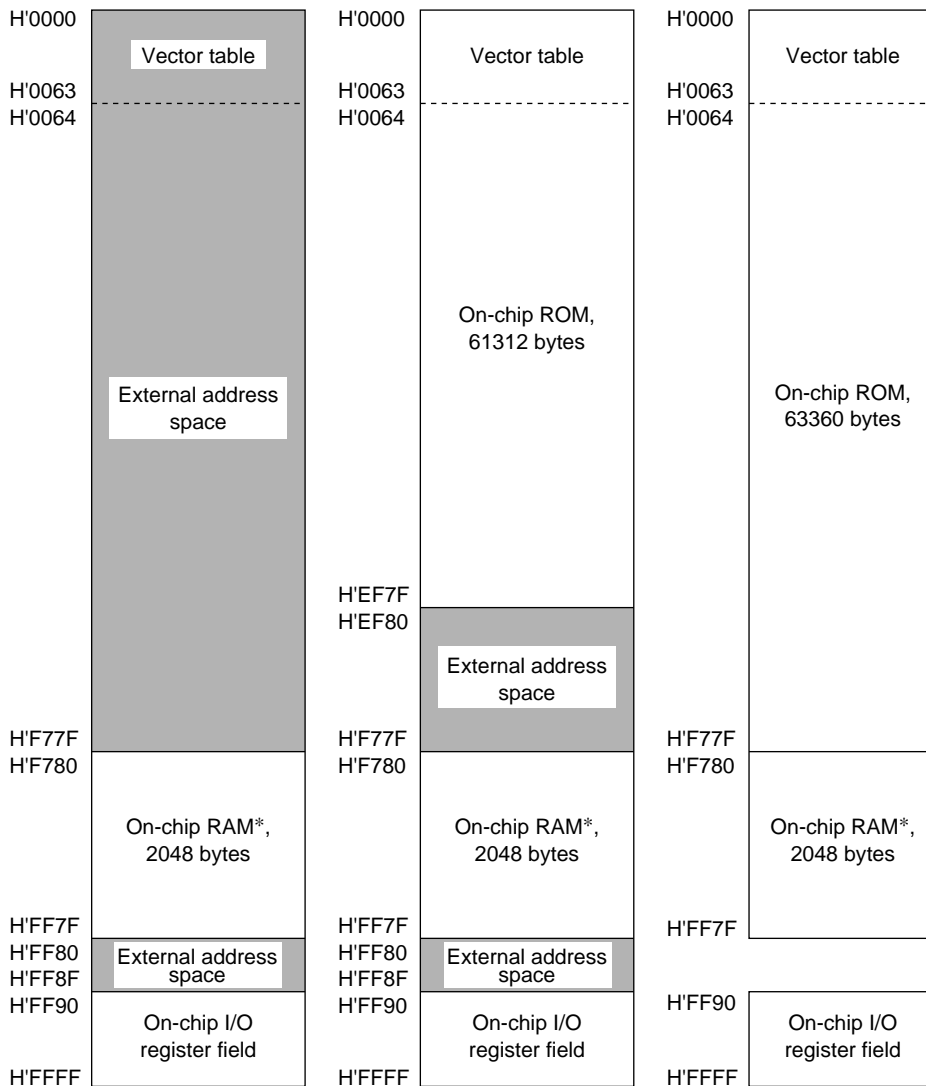 H'0000
Vector table
H'0063
H'0064
External address
space
H'F77F
H'F780
On-chip RAM*,
2048 bytes
H'FF7F
H'FF80
External address
space
H'FF8F
H'FF90
On-chip I/O
register field
H'FFFF
H'0000
Vector table
H'0063
H'0064
On-chip ROM,
61312 bytes
H'EF7F
H'EF80
External address
space
H'F77F
H'F780
On-chip RAM*,
2048 bytes
H'FF7F
H'FF80
External address
space
H'FF8F
H'FF90
On-chip I/O
register field
H'FFFF
H'0000
Vector table
H'0063
H'0064
On-chip ROM,
63360 bytes
H'F77F
H'F780
On-chip RAM*,
2048 bytes
H'FF7F
H'FF90
On-chip I/O
register field
H'FFFF